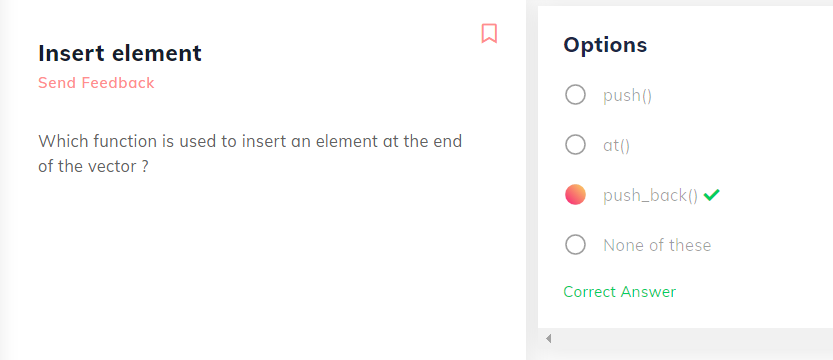 Insert element
Send Feedback
Which function is used to insert an element at the end
of the vector ?
Options
push()
at()
push_back()
None of these
Correct Answer